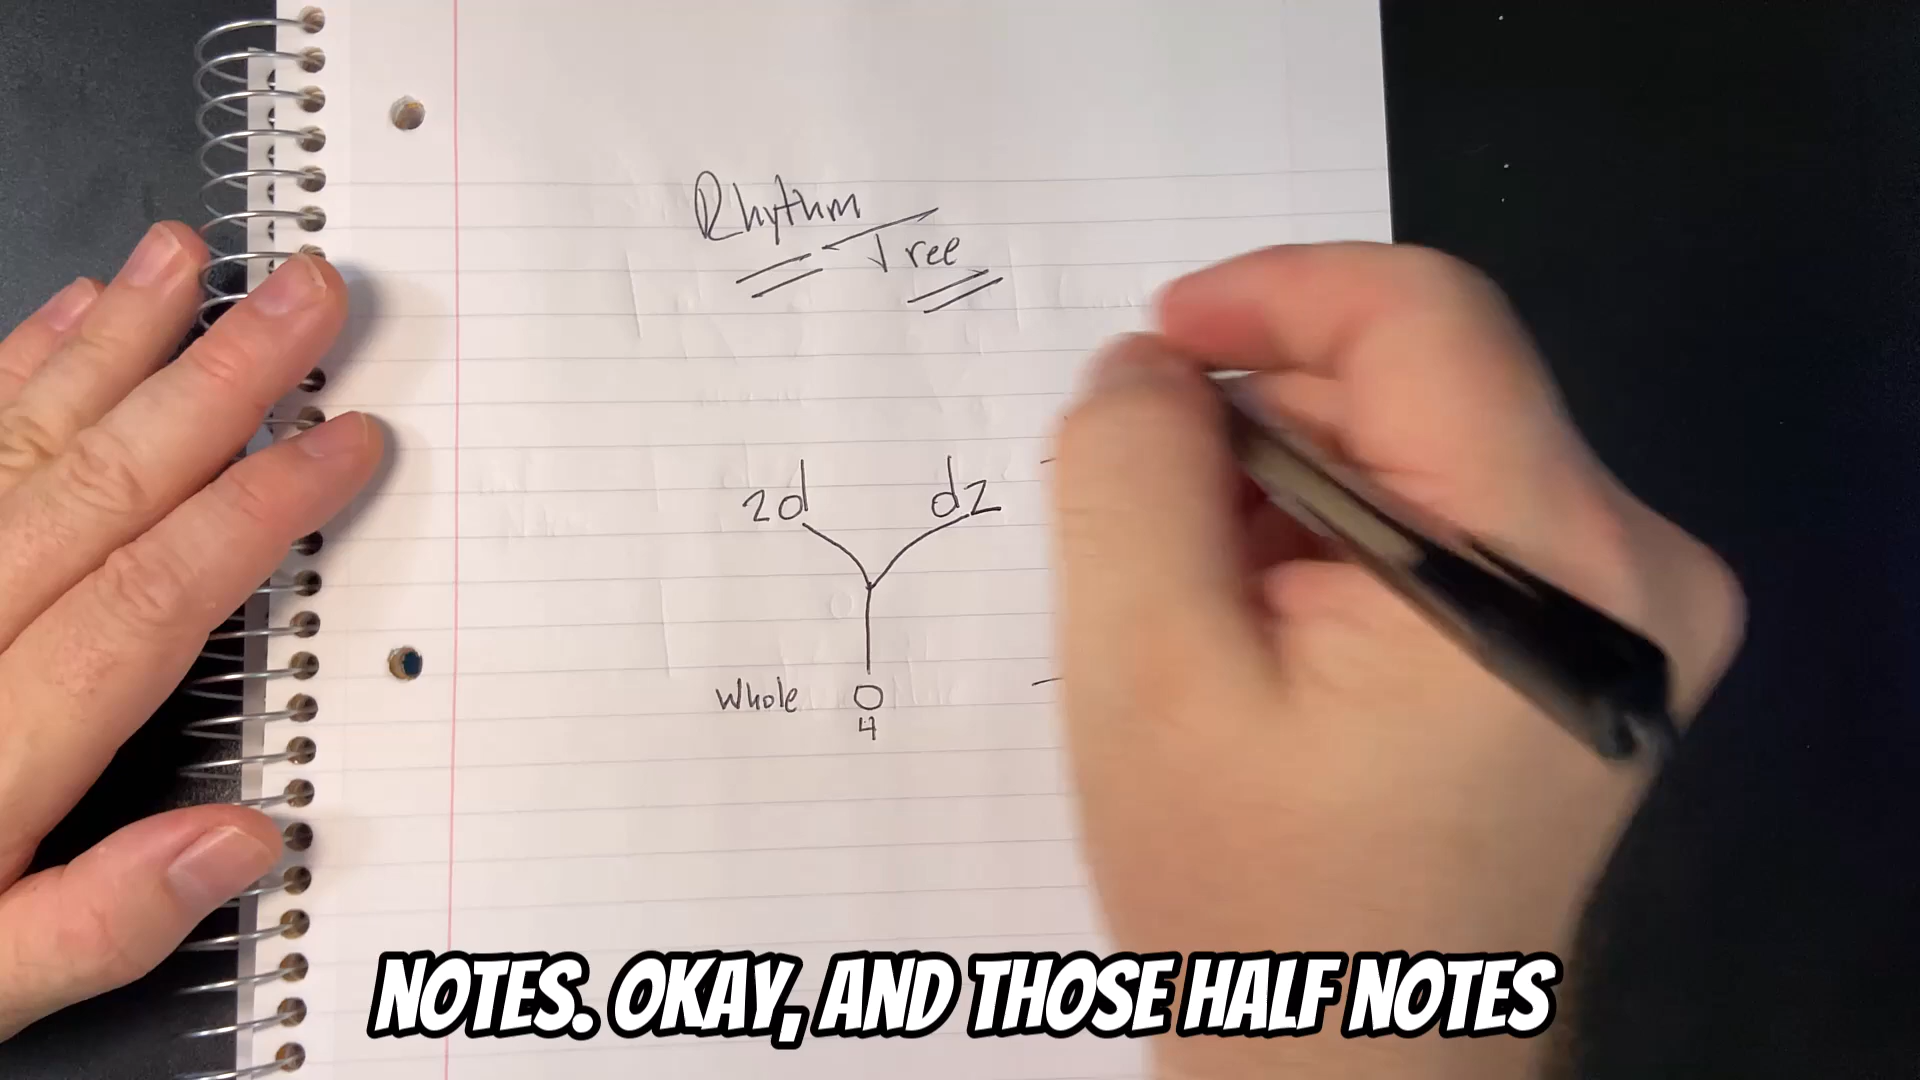 Rhythm
Tree
2d d2
Whole O
4
NOTES. OKAY, AND THOSE HALF NOTES